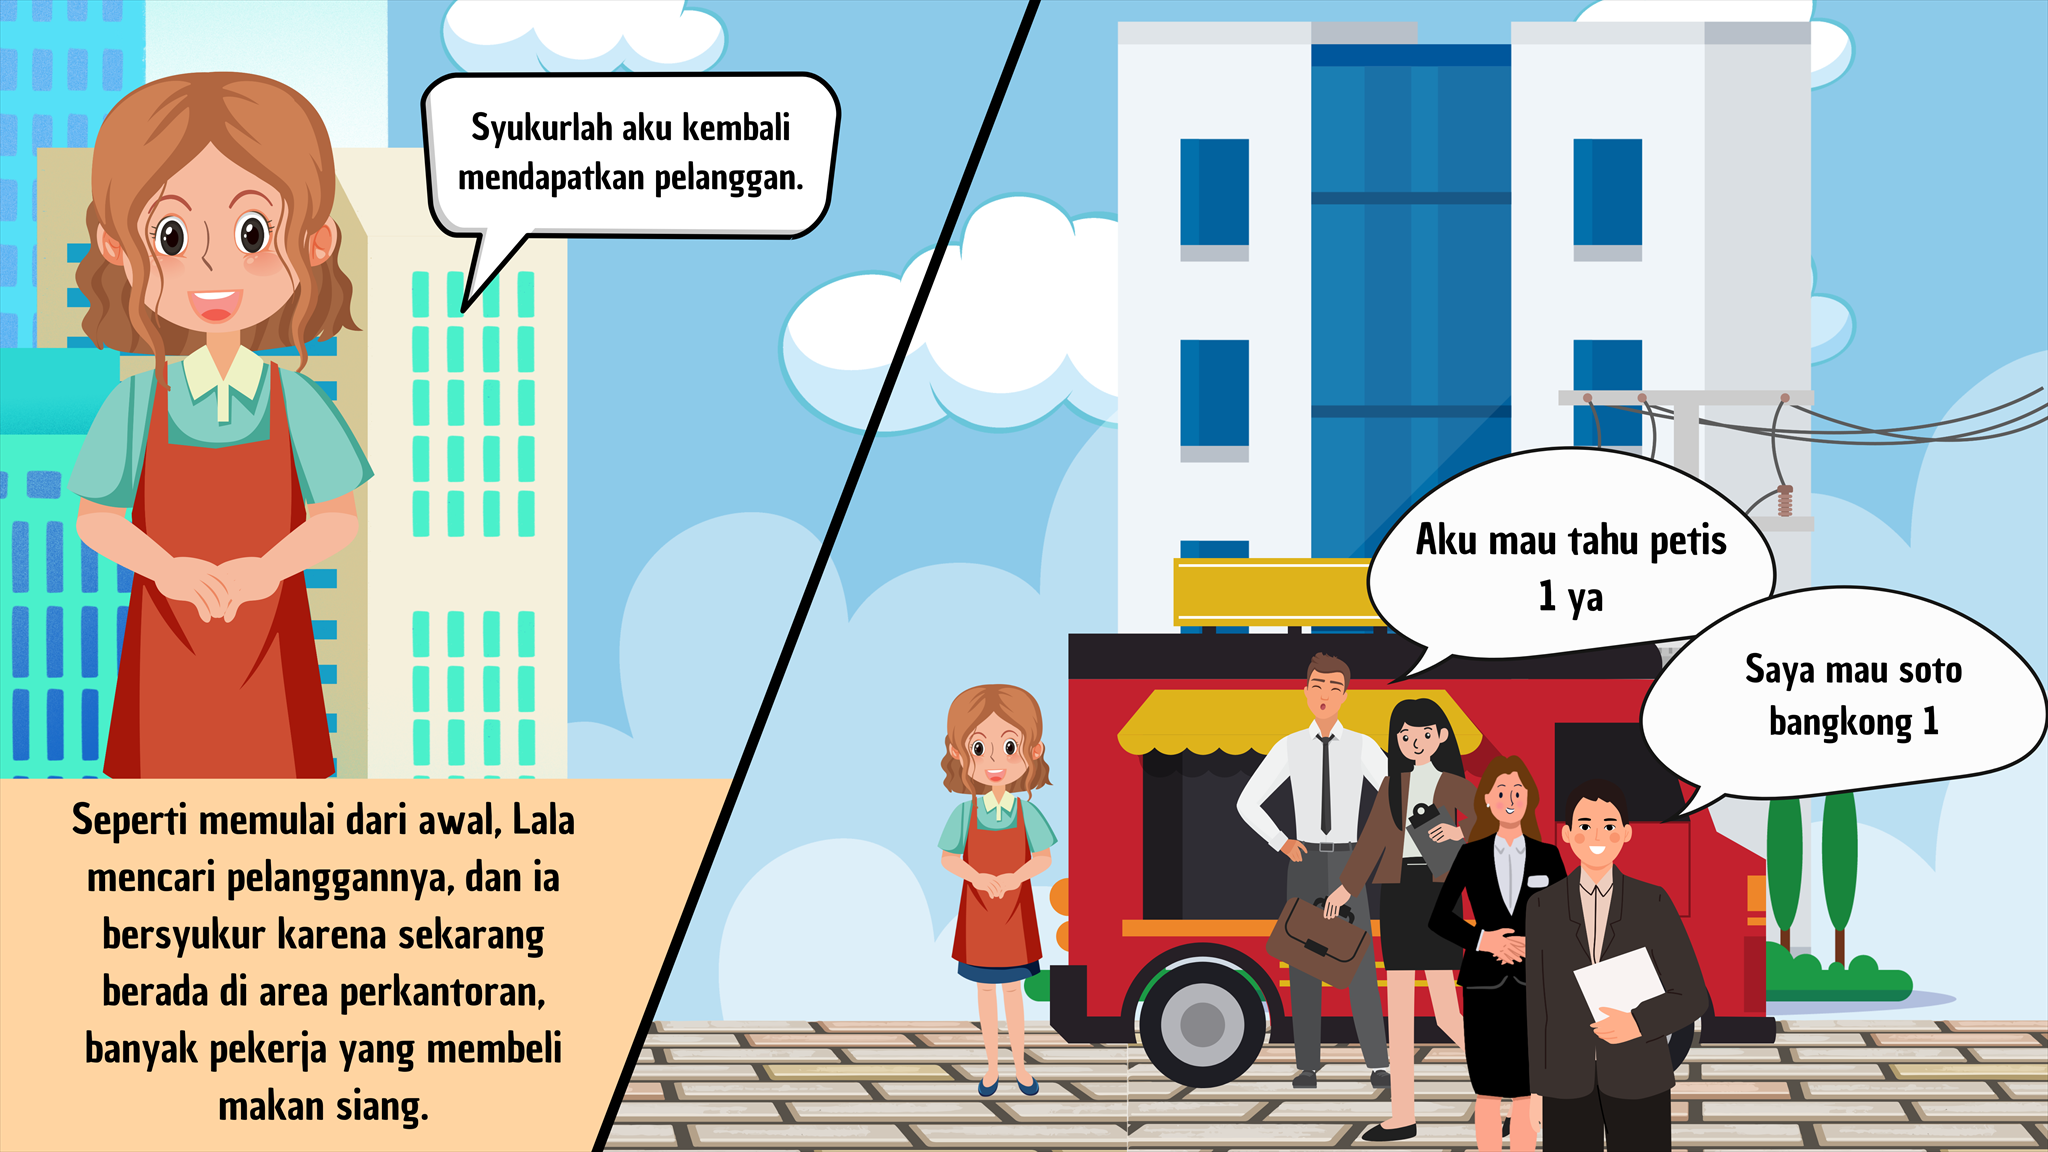 Syukurlah aku kembali
mendapatkan pelanggan.
Seperti memulai dari awal, Lala
mencari pelanggannya, dan ia
bersyukur karena sekarang
berada di area perkantoran,
banyak pekerja yang membeli
makan siang.
Aku mau tahu petis
1 ya
Saya mau soto
bangkong 1